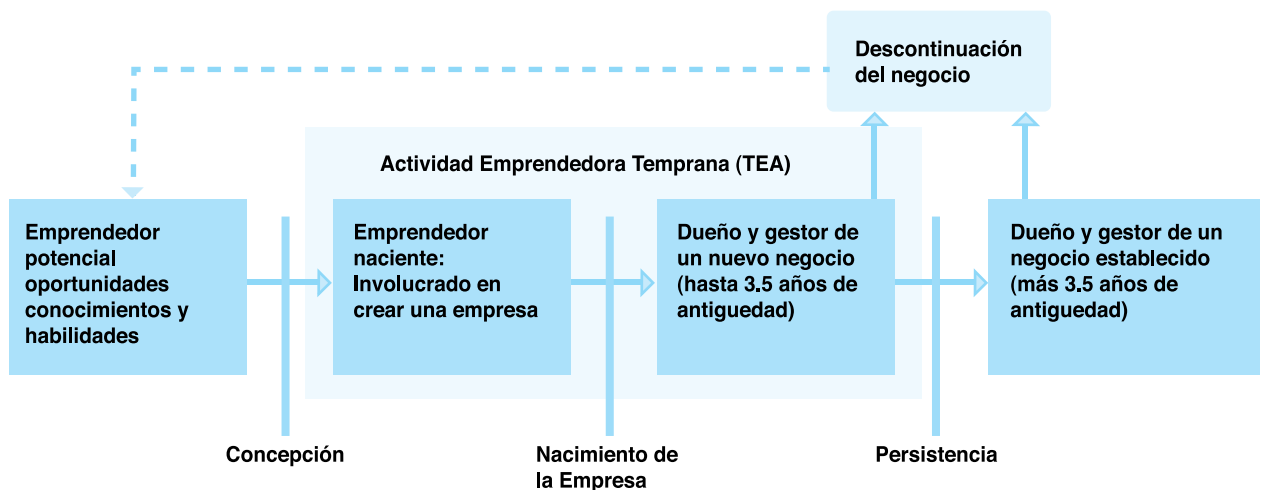 Descontinuación
del negocio
Actividad Emprendedora Temprana (TEA)
Emprendedor
potencial
oportunidades
conocimientos y
habilidades
Emprendedor
naciente:
Involucrado en
crear una empresa
Dueño y gestor de
un nuevo negocio
(hasta 3.5 años de
antiguedad)
Dueño y gestor de un
negocio establecido
(más 3.5 años de
antiguedad)
Concepción
Nacimiento de
la Empresa
Persistencia